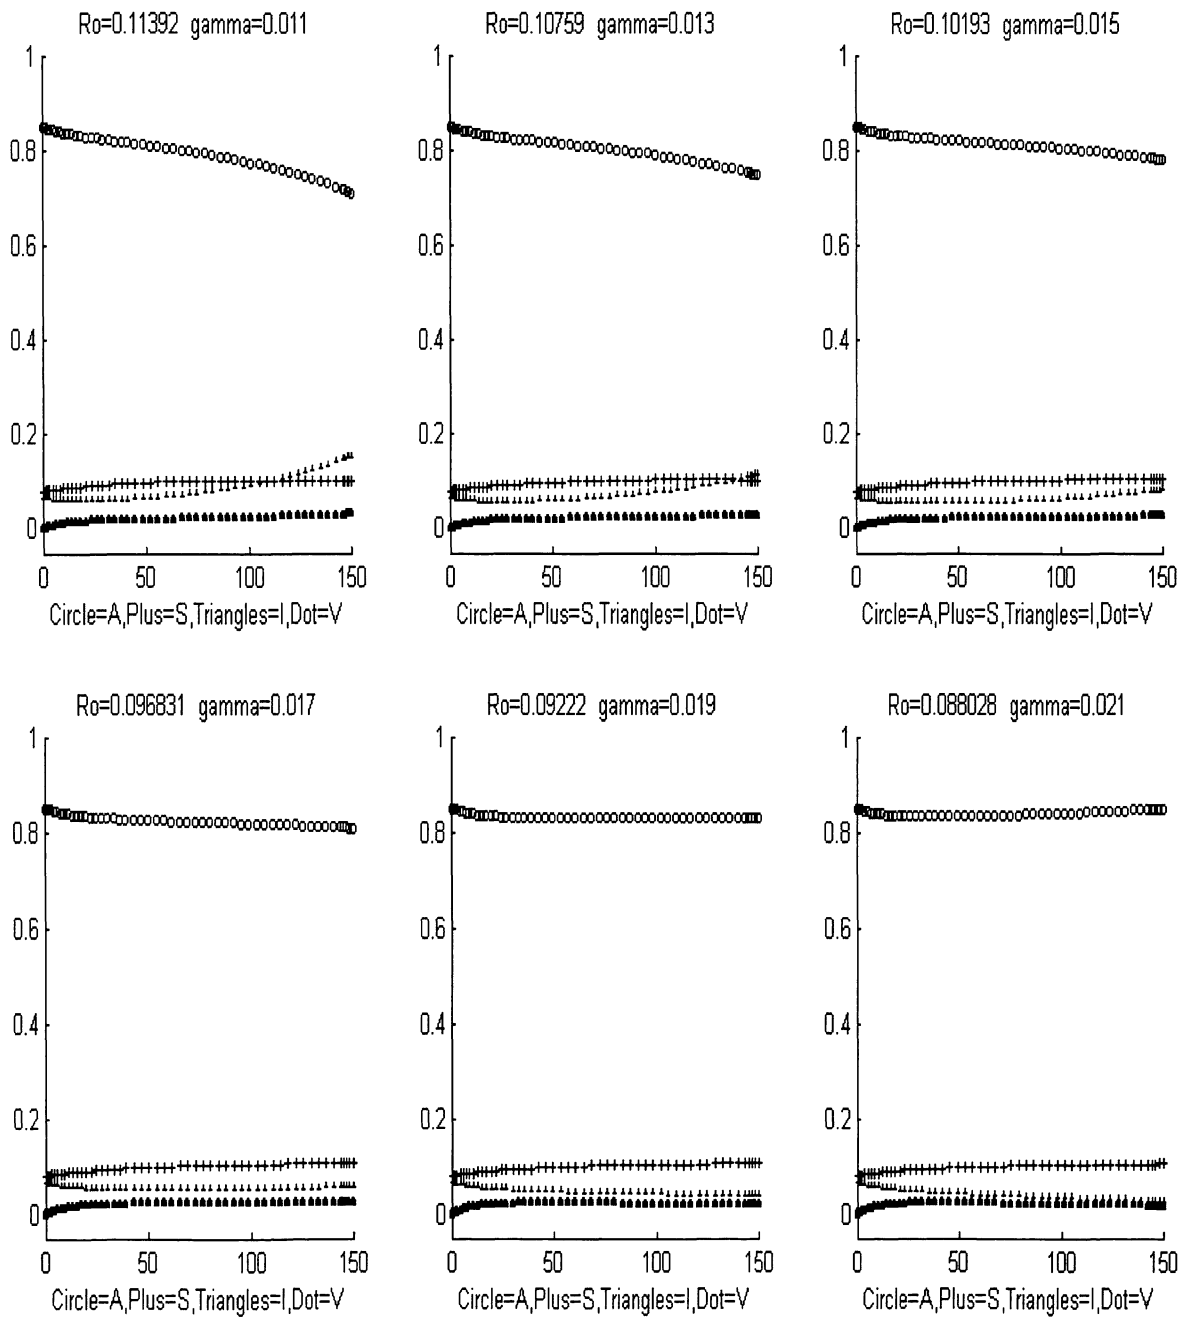 Ro=0.11392 gamma=0.011
1
0.8
0.6
0.4
0.2
0
0 50 100 150
Circle=A,Plus=S,Triangles=I,Dot=V
Ro=0.10759 gamma=0.013
1
0.8
0.6
0.4
0.2
0
0 50 100 150
Circle=A,Plus=S,Triangles=I,Dot=V
Ro=0.10193 gamma=0.015
1
0.8
0.6
0.4
0.2
0
0 50 100 150
Circle=A,Plus=S,Triangles=I,Dot=V
Ro=0.096831 gamma=0.017
1
0.8
0.6
0.4
0.2
0
0 50 100 150
Circle=A,Plus=S,Triangles=I,Dot=V
Ro=0.09222 gamma=0.019
1
0.8
0.6
0.4
0.2
0
0 50 100 150
Circle=A,Plus=S,Triangles=I,Dot=V
Ro=0.088028 gamma=0.021
1
0.8
0.6
0.4
0.2
0
0 50 100 150
Circle=A,Plus=S,Triangles=I,Dot=V